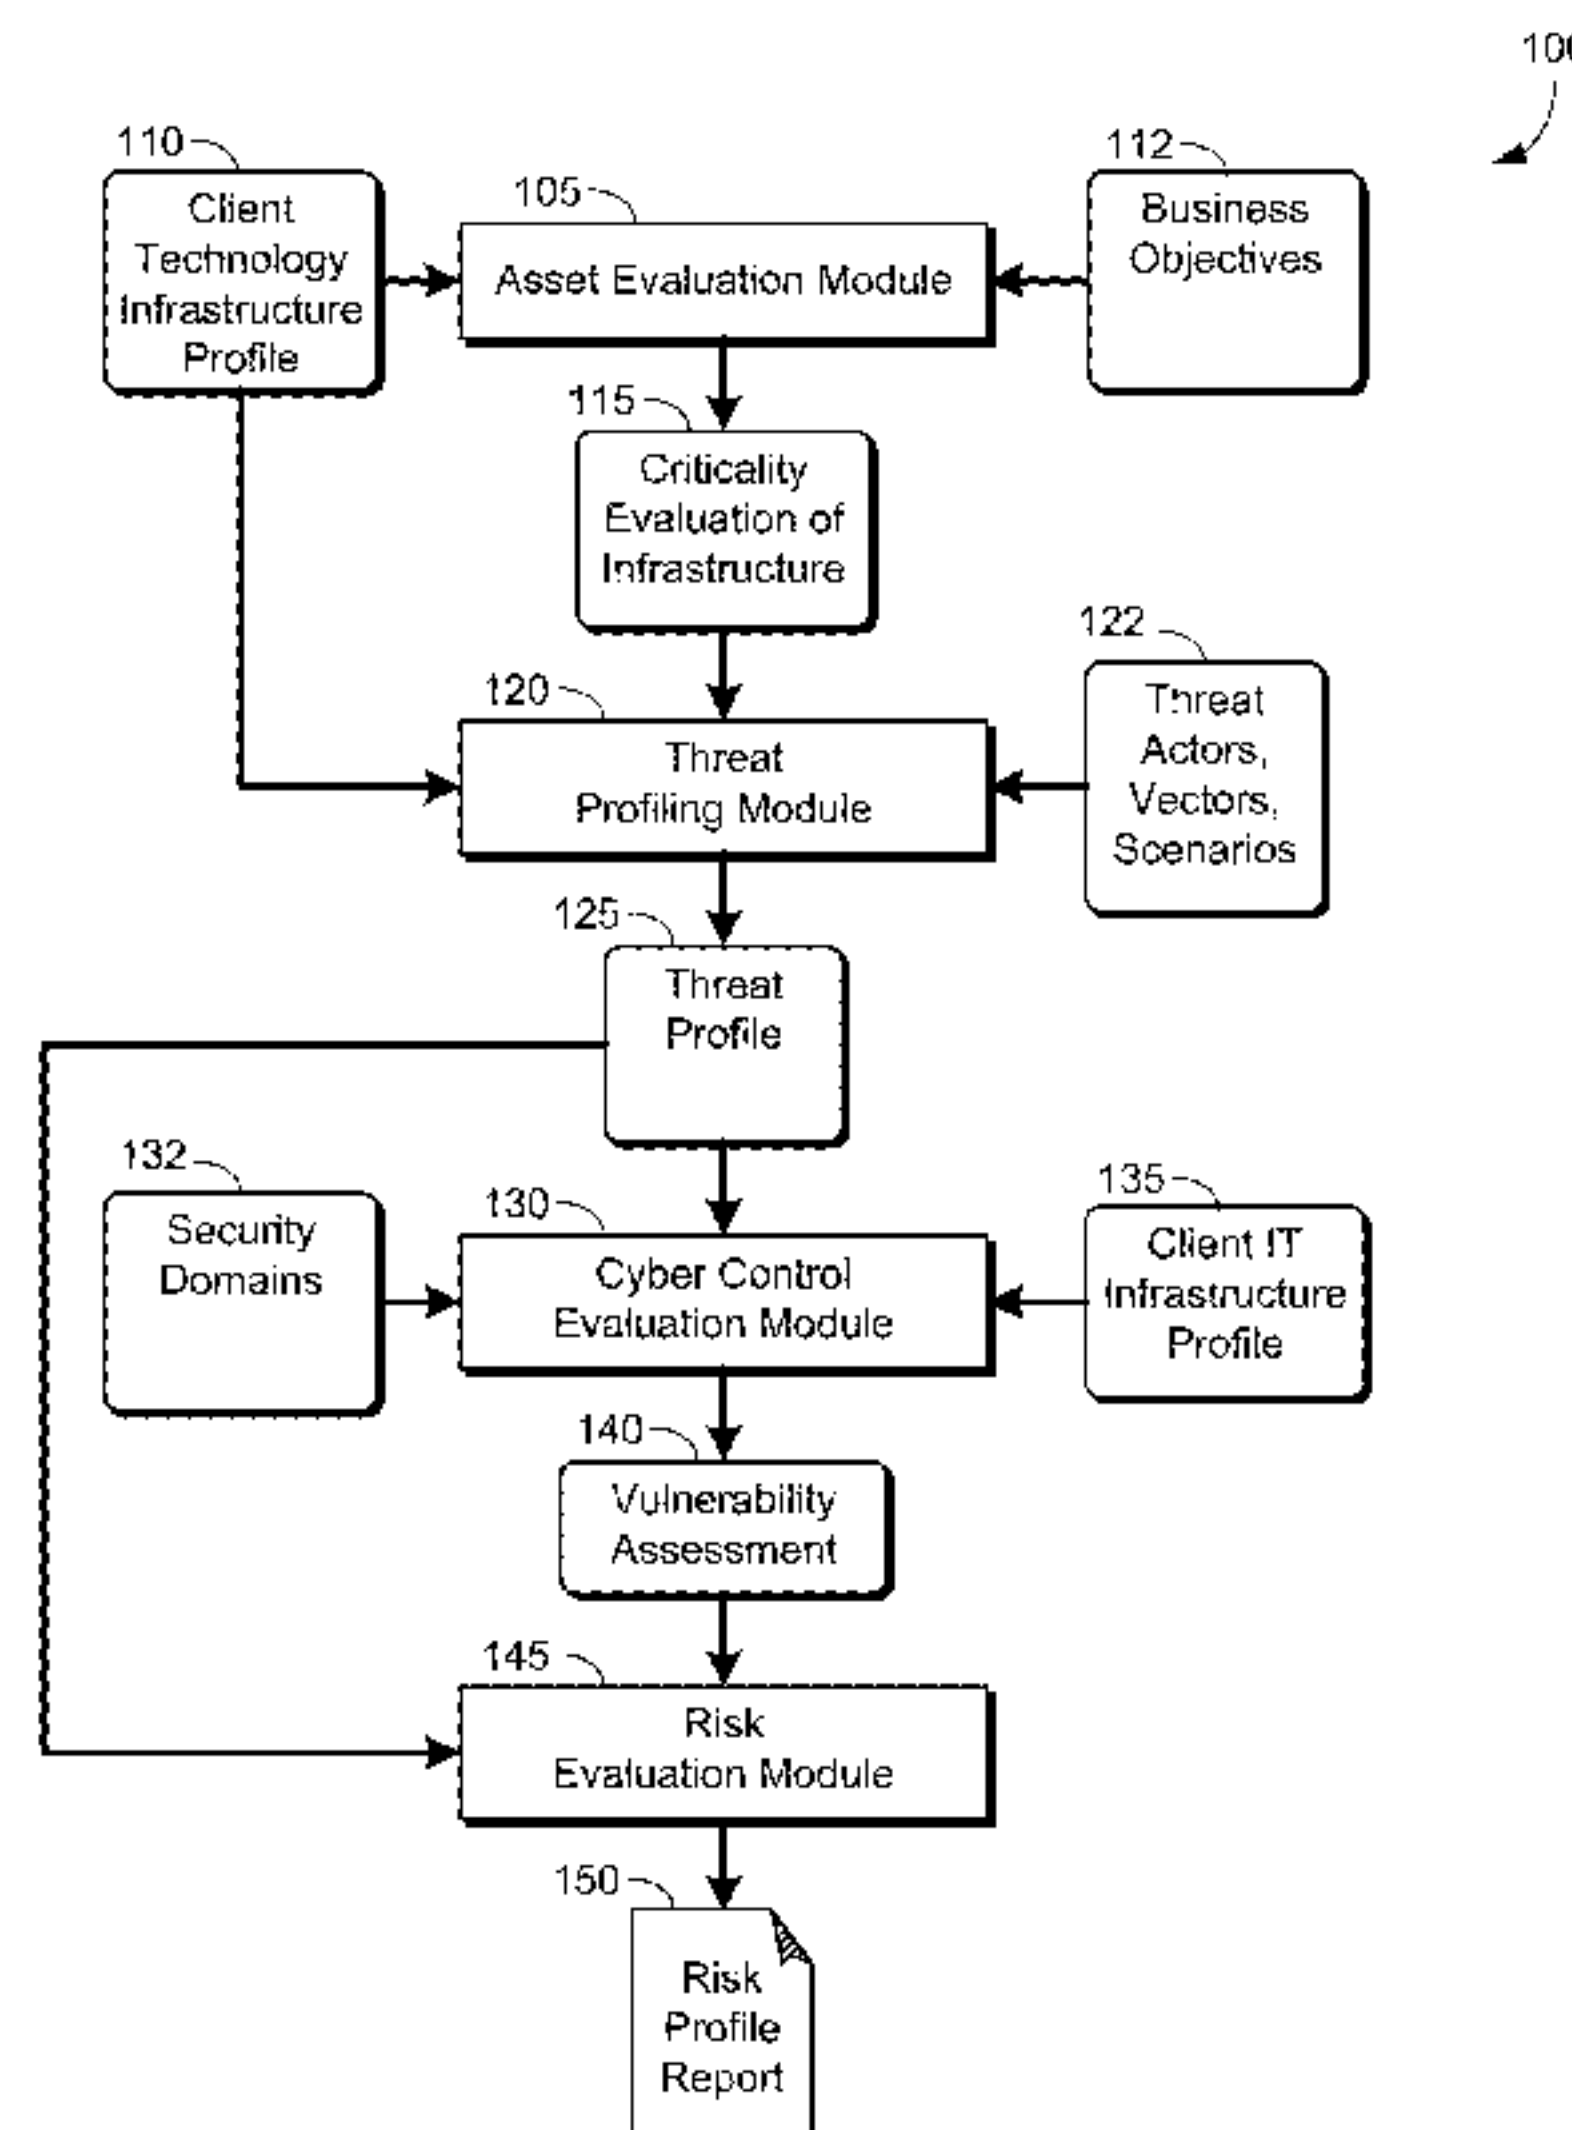 10
110
Client
Technology
Infrastructure
Profile
105
Asset Evaluation Module
112
Business
Objectives
115
Criticality
Evaluation of
Infrastructure
120
Threat
Profiling Module
122
Threat
Actors,
Vectors,
Scenarios
125
Threat
Profile
132
Security
Domains
130
Cyber Control
Evaluation Module
135
Client IT
Infrastructure
Profile
140
Vulnerability
Assessment
145
Risk
Evaluation Module
150
Risk
Profile
Report